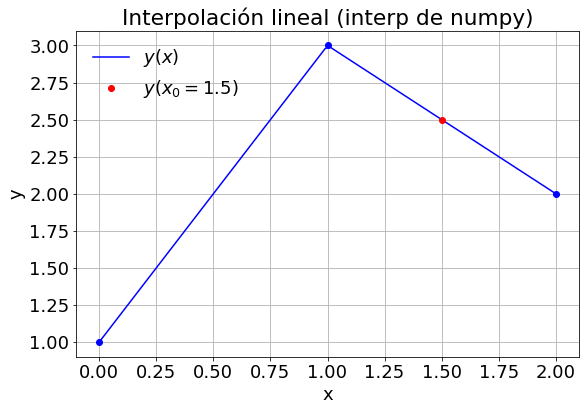 Interpolación lineal (interp de numpy)
y(x)
y(x₀ = 1.5)
3.00
2.75
2.50
2.25
2.00
1.75
1.50
1.25
1.00
y
0.00 0.25 0.50 0.75 1.00 1.25 1.50 1.75 2.00
x